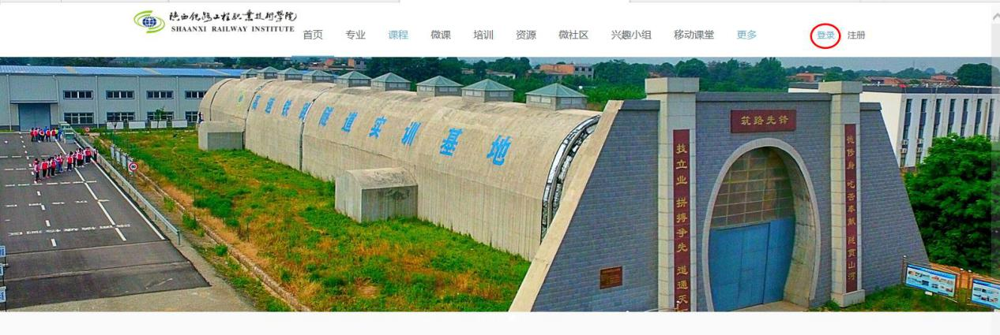 陕西铁路工程职业技术学院
SHAANXI RAILWAY INSTITUTE
首页 专业 课程 微课 培训 资源 微社区 兴趣小组 移动课堂 更多 登录 注册
高速铁路隧道实训基地
筑路先锋
技立业 拼搏争先 道通天
德修身 吃苦奉献 隧贯山河